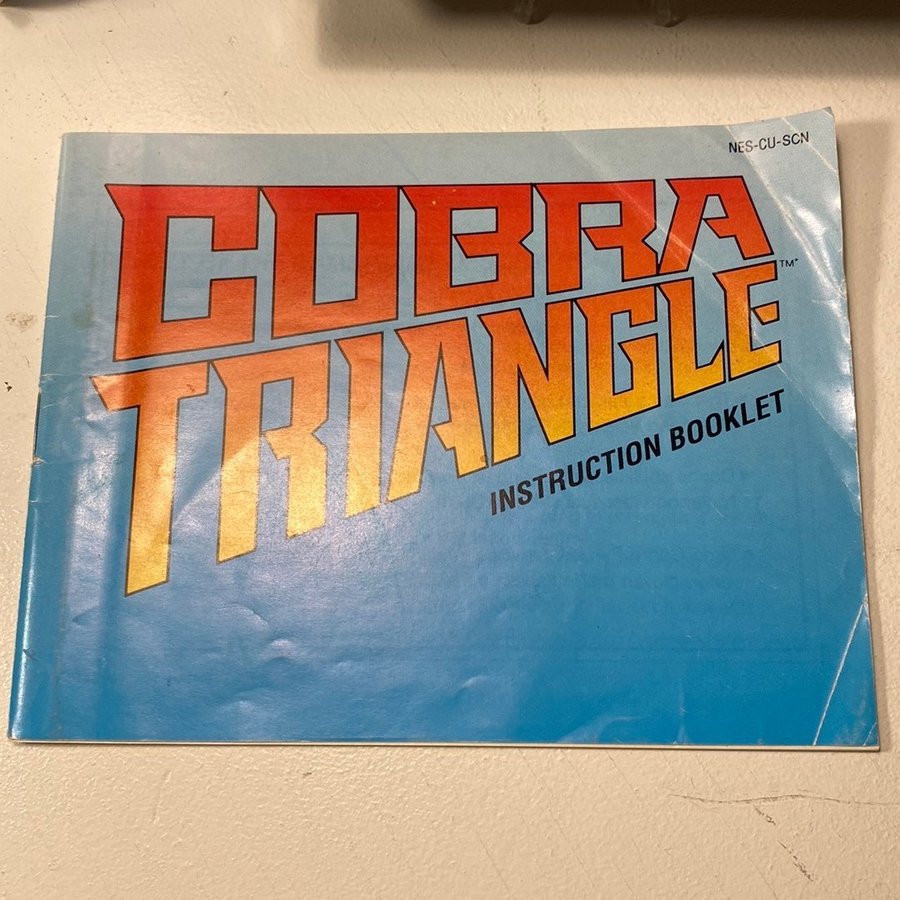 NES-CU-SCN
COBRA
TRIANGLE™
INSTRUCTION BOOKLET